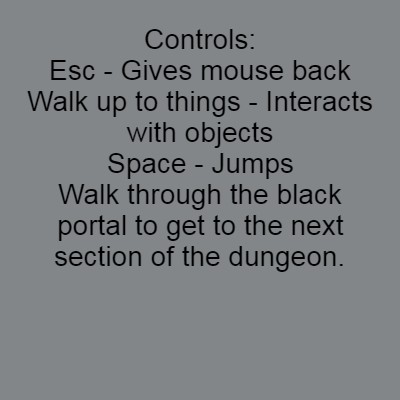 Controls:
Esc - Gives mouse back
Walk up to things - Interacts
with objects
Space - Jumps
Walk through the black
portal to get to the next
section of the dungeon.